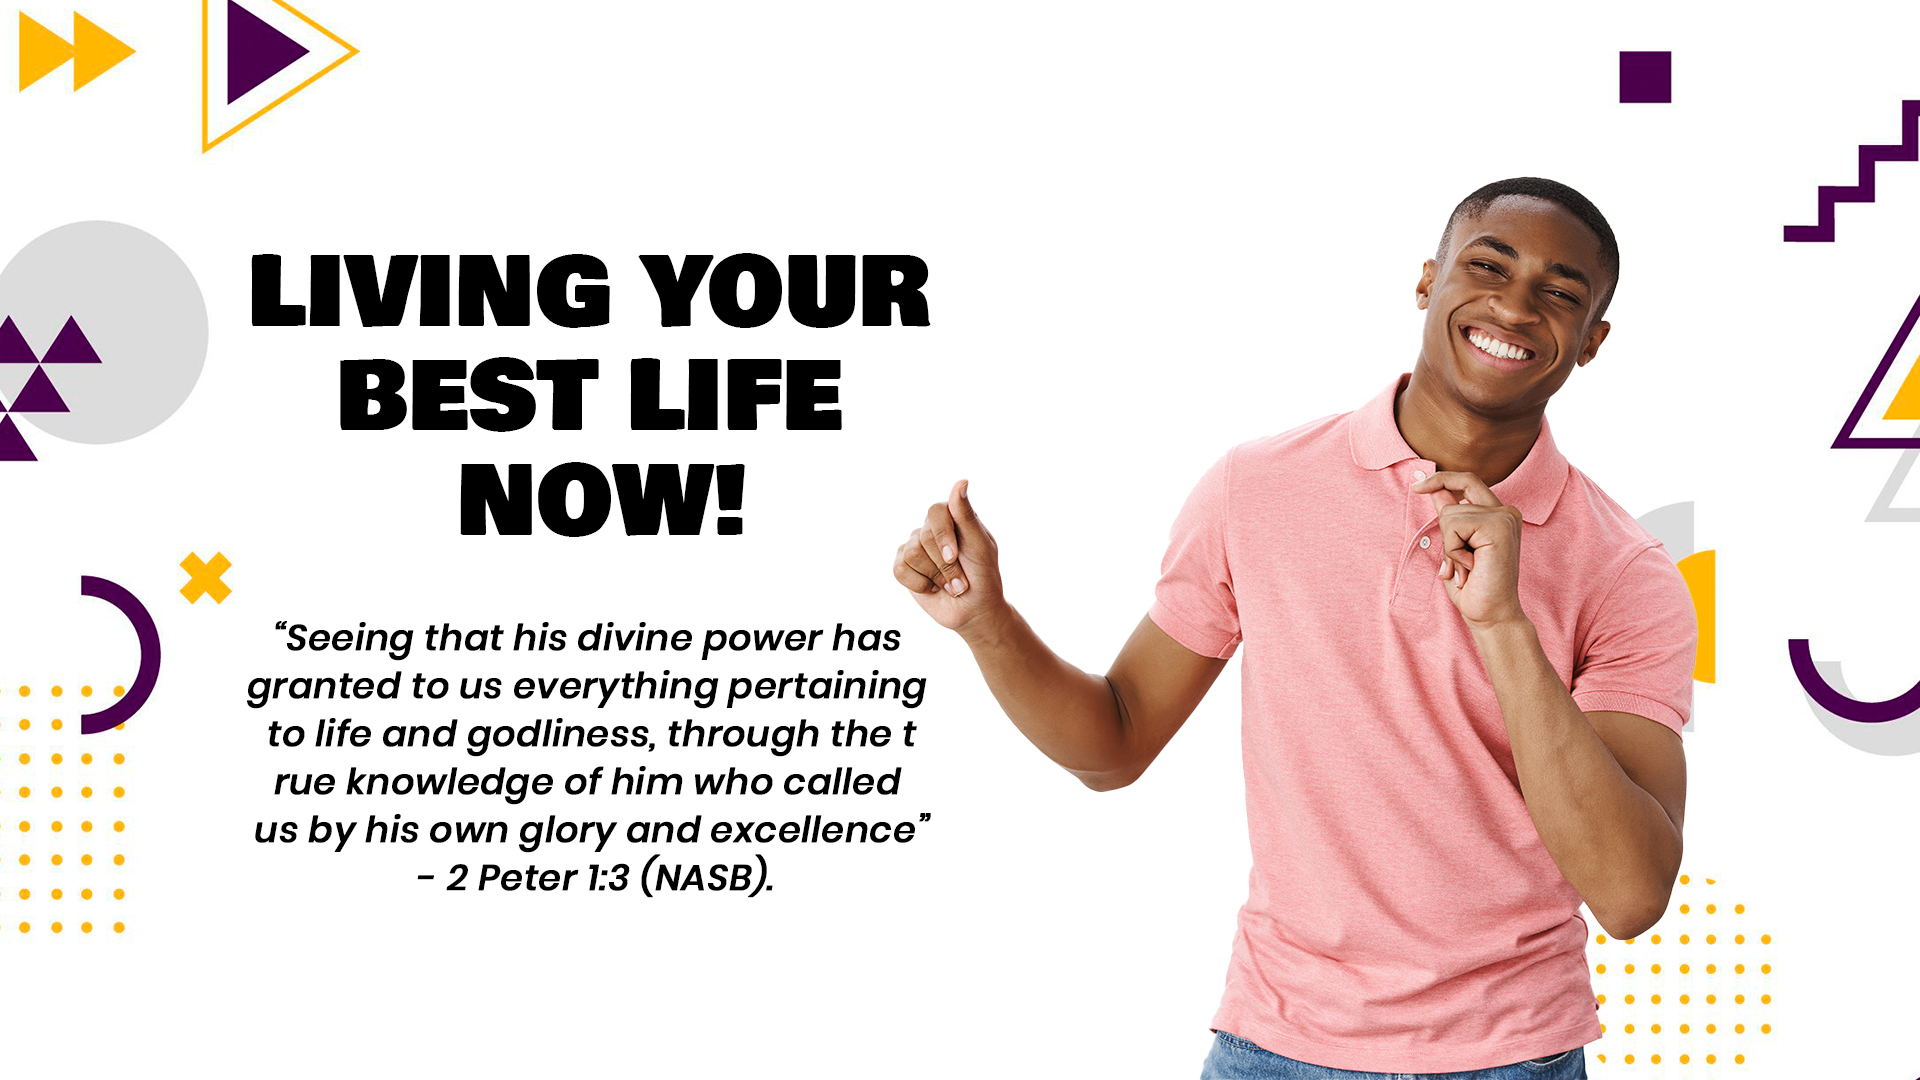 LIVING YOUR
BEST LIFE
NOW!
“Seeing that his divine power has
granted to us everything pertaining
to life and godliness, through the t
rue knowledge of him who called
us by his own glory and excellence”
- 2 Peter 1:3 (NASB).